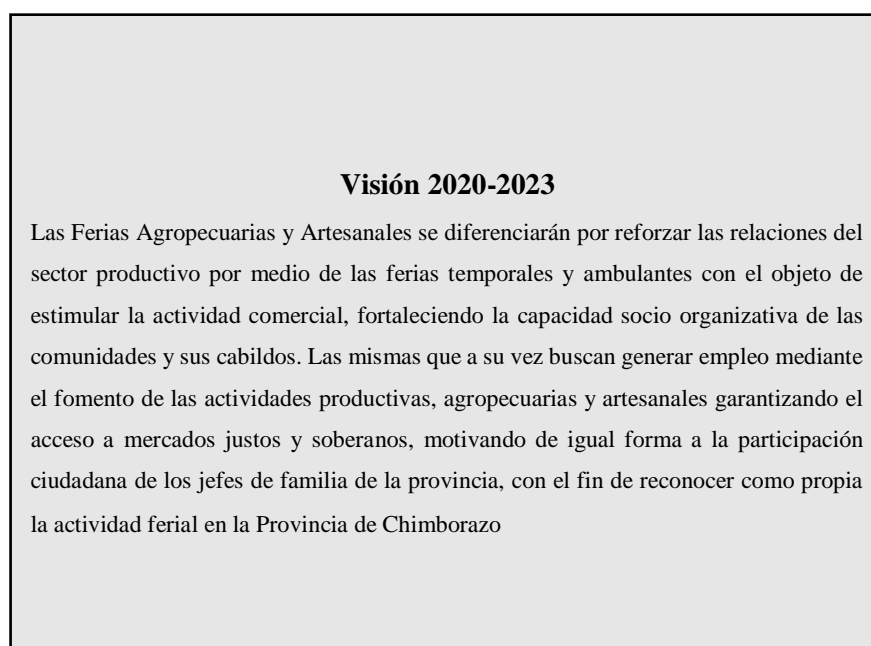 Visión 2020-2023
Las Ferias Agropecuarias y Artesanales se diferenciarán por reforzar las relaciones del
sector productivo por medio de las ferias temporales y ambulantes con el objeto de
estimular la actividad comercial, fortaleciendo la capacidad socio organizativa de las
comunidades y sus cabildos. Las mismas que a su vez buscan generar empleo mediante
el fomento de las actividades productivas, agropecuarias y artesanales garantizando el
acceso a mercados justos y soberanos, motivando de igual forma a la participación
ciudadana de los jefes de familia de la provincia, con el fin de reconocer como propia
la actividad ferial en la Provincia de Chimborazo